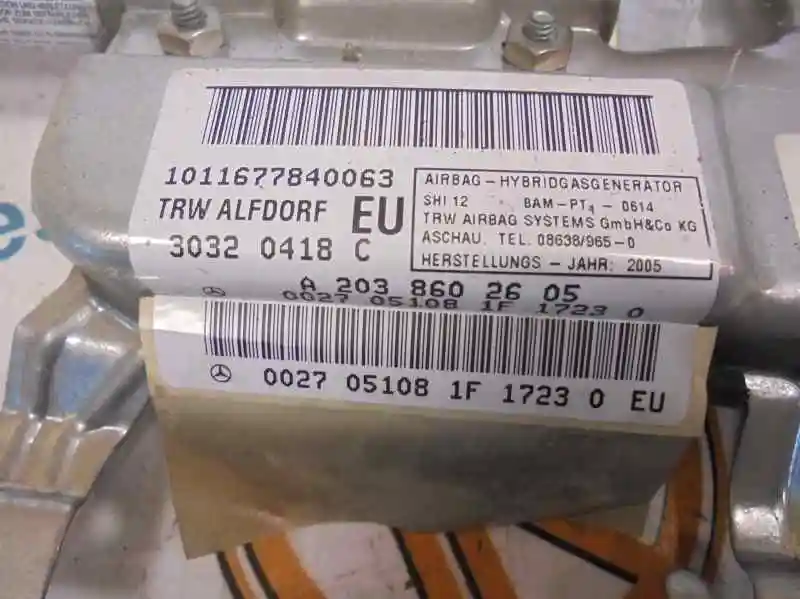 1011677840063
TRW ALFDORF EU
30320418 C
AIRBAG - HYBRIDGASGENERATOR
SHI 12 BAM-PT₄ - 0614
TRW AIRBAG SYSTEMS GmbH&Co KG
ASCHAU. TEL. 08638/965-0
HERSTELLUNGS - JAHR: 2005
A 203 860 26 05
0027 05108 1F 1723 0
0027 05108 1F 1723 0 EU